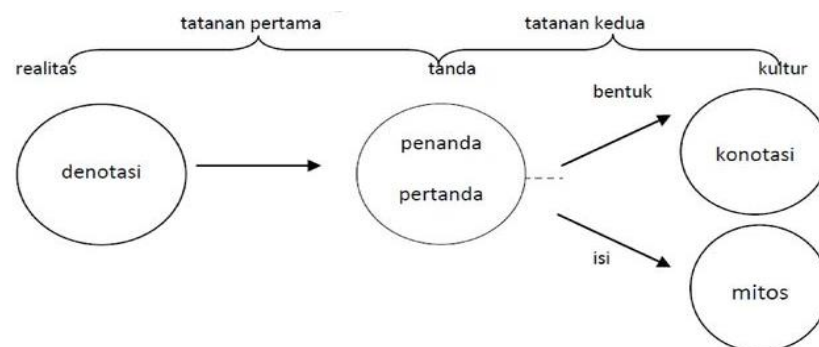 tatanan pertama
tatanan kedua
realitas
tanda
kultur
bentuk
denotasi
penanda
pertanda
konotasi
isi
mitos